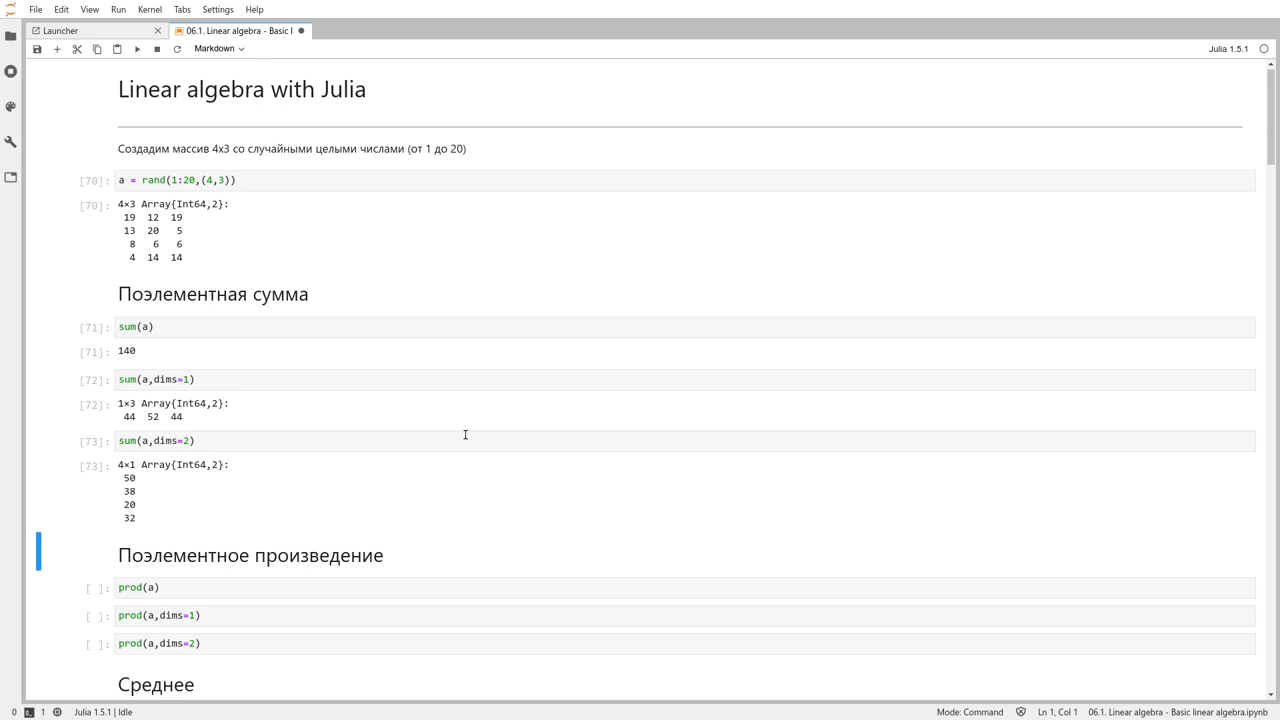 File Edit View Run Kernel Tabs Settings Help
Launcher
06.1. Linear algebra - Basic l
Markdown
Julia 1.5.1
Linear algebra with Julia
Создадим массив 4x3 со случайными целыми числами (от 1 до 20)
[70]: a = rand(1:20,(4,3))
[70]: 4×3 Array{Int64,2}:
19 12 19
13 20 5
8 6 6
4 14 14
Поэлементная сумма
[71]: sum(a)
[71]: 140
[72]: sum(a,dims=1)
[72]: 1×3 Array{Int64,2}:
44 52 44
[73]: sum(a,dims=2)
[73]: 4×1 Array{Int64,2}:
50
38
20
32
Поэлементное произведение
[ ]: prod(a)
[ ]: prod(a,dims=1)
[ ]: prod(a,dims=2)
Среднее
0 1 Julia 1.5.1 | Idle Mode: Command Ln 1, Col 1 06.1. Linear algebra - Basic linear algebra.ipynb